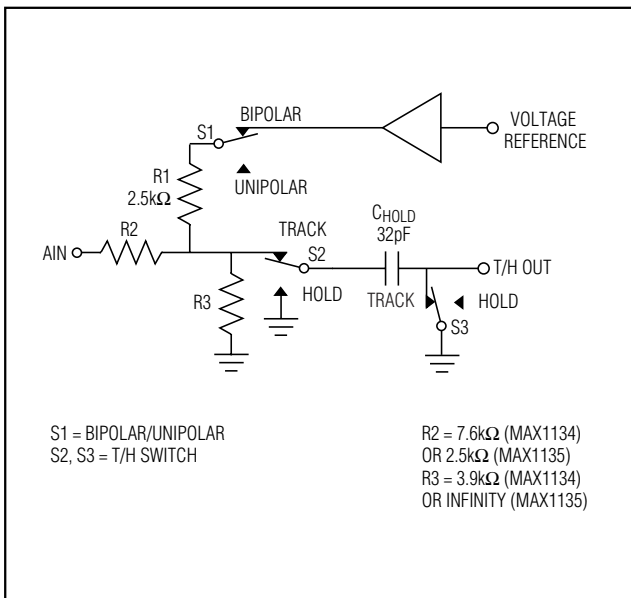 BIPOLAR
VOLTAGE
REFERENCE
S1
UNIPOLAR
R1
2.5kΩ
R2
AIN
TRACK
S2
HOLD
R3
CHOLD
32pF
T/H OUT
TRACK
HOLD
S3
S1 = BIPOLAR/UNIPOLAR
S2, S3 = T/H SWITCH
R2 = 7.6kΩ (MAX1134)
OR 2.5kΩ (MAX1135)
R3 = 3.9kΩ (MAX1134)
OR INFINITY (MAX1135)